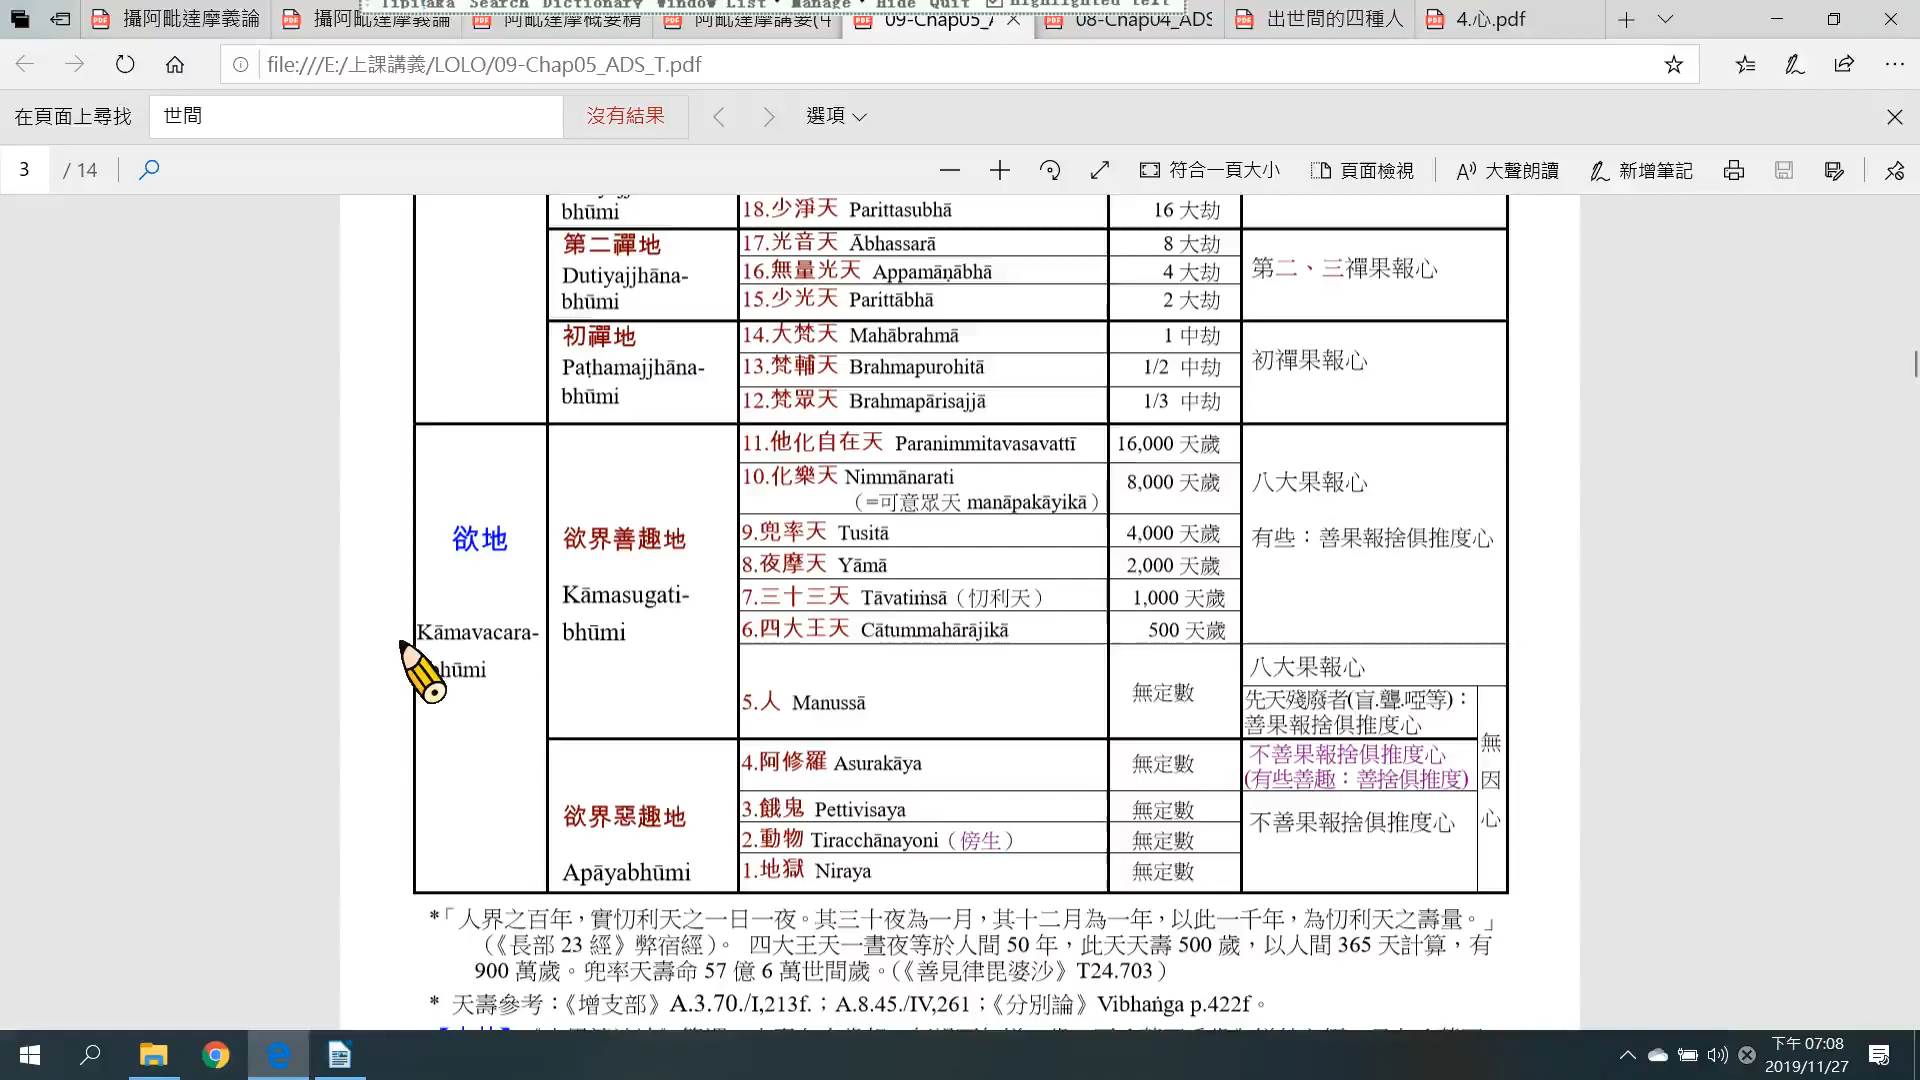 Tipitaka Search Dictionary Window List Manage Hide Quit Highlighted Text
攝阿毗達摩義論
攝阿毗達摩義論
阿毗達摩概要精
阿毗達摩講要(中
09-Chap05_A
08-Chap04_ADS
出世間的四種人
4.心.pdf
file:///E:/上課講義/LOLO/09-Chap05_ADS_T.pdf
在頁面上尋找
世間
沒有結果
選項
3 / 14
符合一頁大小
頁面檢視
大聲朗讀
新增筆記
bhūmi
18.少淨天 Parittasubhā
16 大劫
第二禪地
Dutiyajjhāna-
bhūmi
17.光音天 Ābhassarā
8 大劫
16.無量光天 Appamāṇābhā
4 大劫
15.少光天 Parittābhā
2 大劫
第二、三禪果報心
初禪地
Paṭhamajjhāna-
bhūmi
14.大梵天 Mahābrahmā
1 中劫
13.梵輔天 Brahmapurohitā
1/2 中劫
12.梵眾天 Brahmapārisajjā
1/3 中劫
初禪果報心
欲地
Kāmavacara-
bhūmi
欲界善趣地
Kāmasugati-
bhūmi
11.他化自在天 Paranimmitavasavattī
16,000 天歲
10.化樂天 Nimmānarati
(=可意眾天 manāpakāyikā)
8,000 天歲
9.兜率天 Tusitā
4,000 天歲
8.夜摩天 Yāmā
2,000 天歲
7.三十三天 Tāvatiṁsā(忉利天)
1,000 天歲
6.四大王天 Cātummahārājikā
500 天歲
八大果報心
有些：善果報捨俱推度心
5.人 Manussā
無定數
八大果報心
先天殘廢者(盲.聾.啞等)：
善果報捨俱推度心
欲界惡趣地
Apāyabhūmi
4.阿修羅 Asurakāya
無定數
不善果報捨俱推度心
(有些善趣：善捨俱推度)
3.餓鬼 Pettivisaya
無定數
2.動物 Tiracchānayoni(傍生)
無定數
1.地獄 Niraya
無定數
不善果報捨俱推度心
無因心
*「人界之百年，實忉利天之一日一夜。其三十夜為一月，其十二月為一年，以此一千年，為忉利天之壽量。」
(《長部 23 經》弊宿經)。 四大王天一晝夜等於人間 50 年，此天天壽 500 歲，以人間 365 天計算，有
900 萬歲。兜率天壽命 57 億 6 萬世間歲。(《善見律毘婆沙》T24.703)
* 天壽參考：《增支部》A.3.70./I,213f.；A.8.45./IV,261；《分別論》Vibhaṅga p.422f。
下午 07:08
2019/11/27